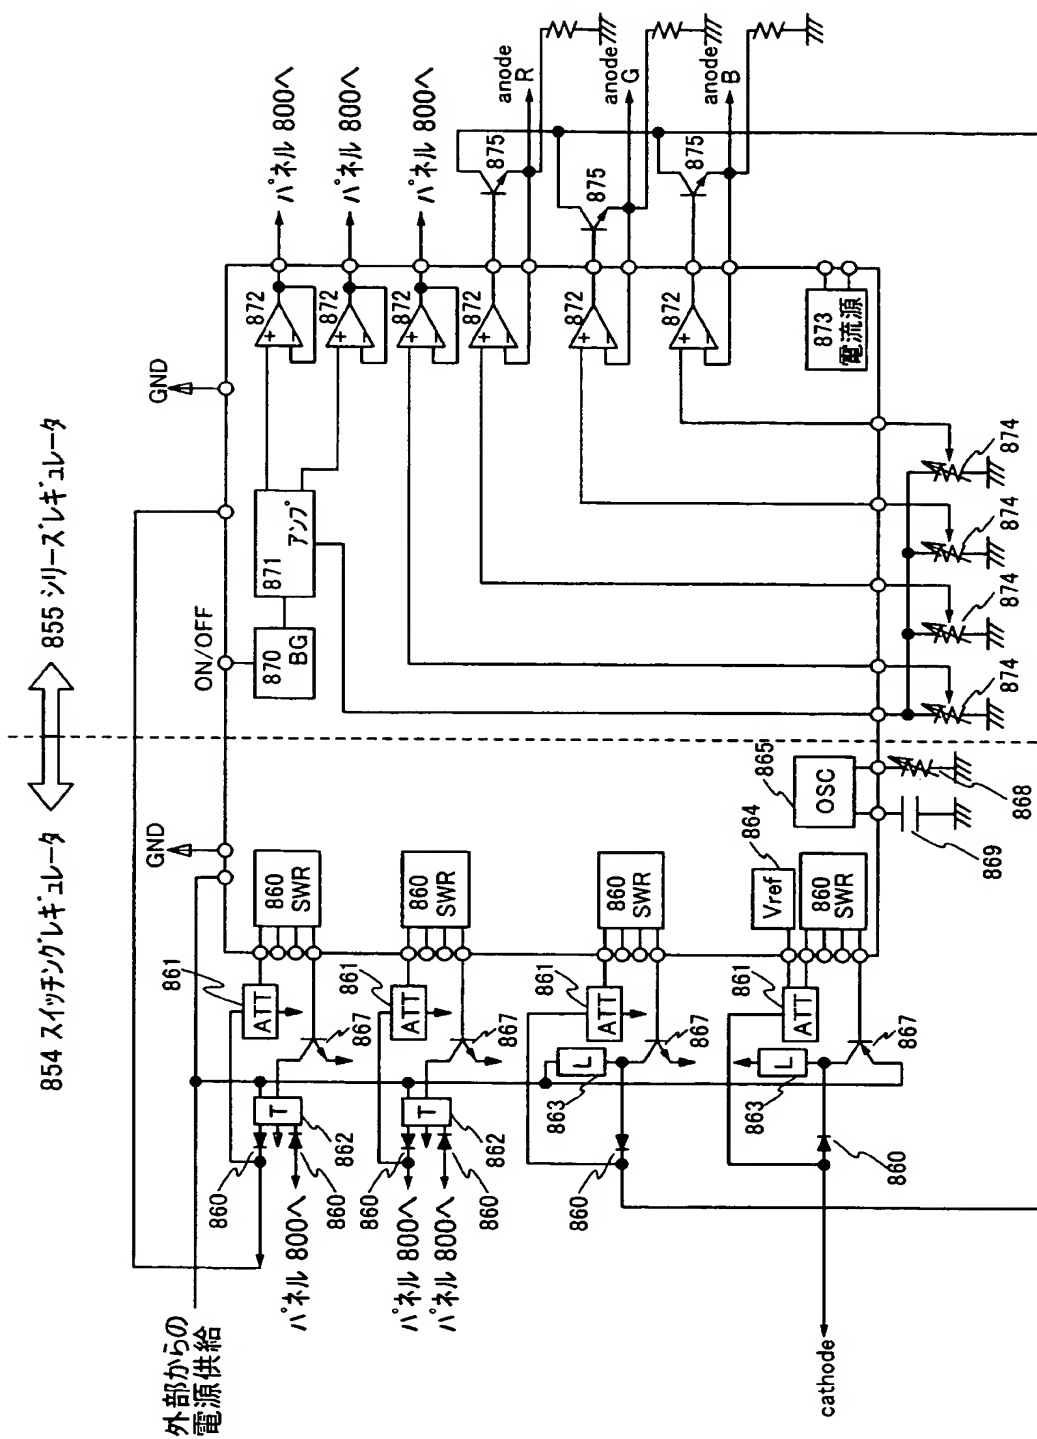 854 スイッチングレギュレータ
855 シリーズレギュレータ
外部からの
電源供給
GND
ON/OFF
GND
パネル 800へ
860
860
862
T
861
ATT
867
860
SWR
パネル 800へ
パネル 800へ
860
860
862
T
861
ATT
867
860
SWR
860
863
L
861
ATT
867
860
SWR
cathode
860
863
L
861
ATT
867
864
Vref
860
SWR
865
OSC
869
868
870
BG
871
アンプ
872
872
872
872
872
872
パネル 800へ
パネル 800へ
パネル 800へ
875
anode
R
875
anode
G
875
anode
B
873
電流源
874
874
874
874